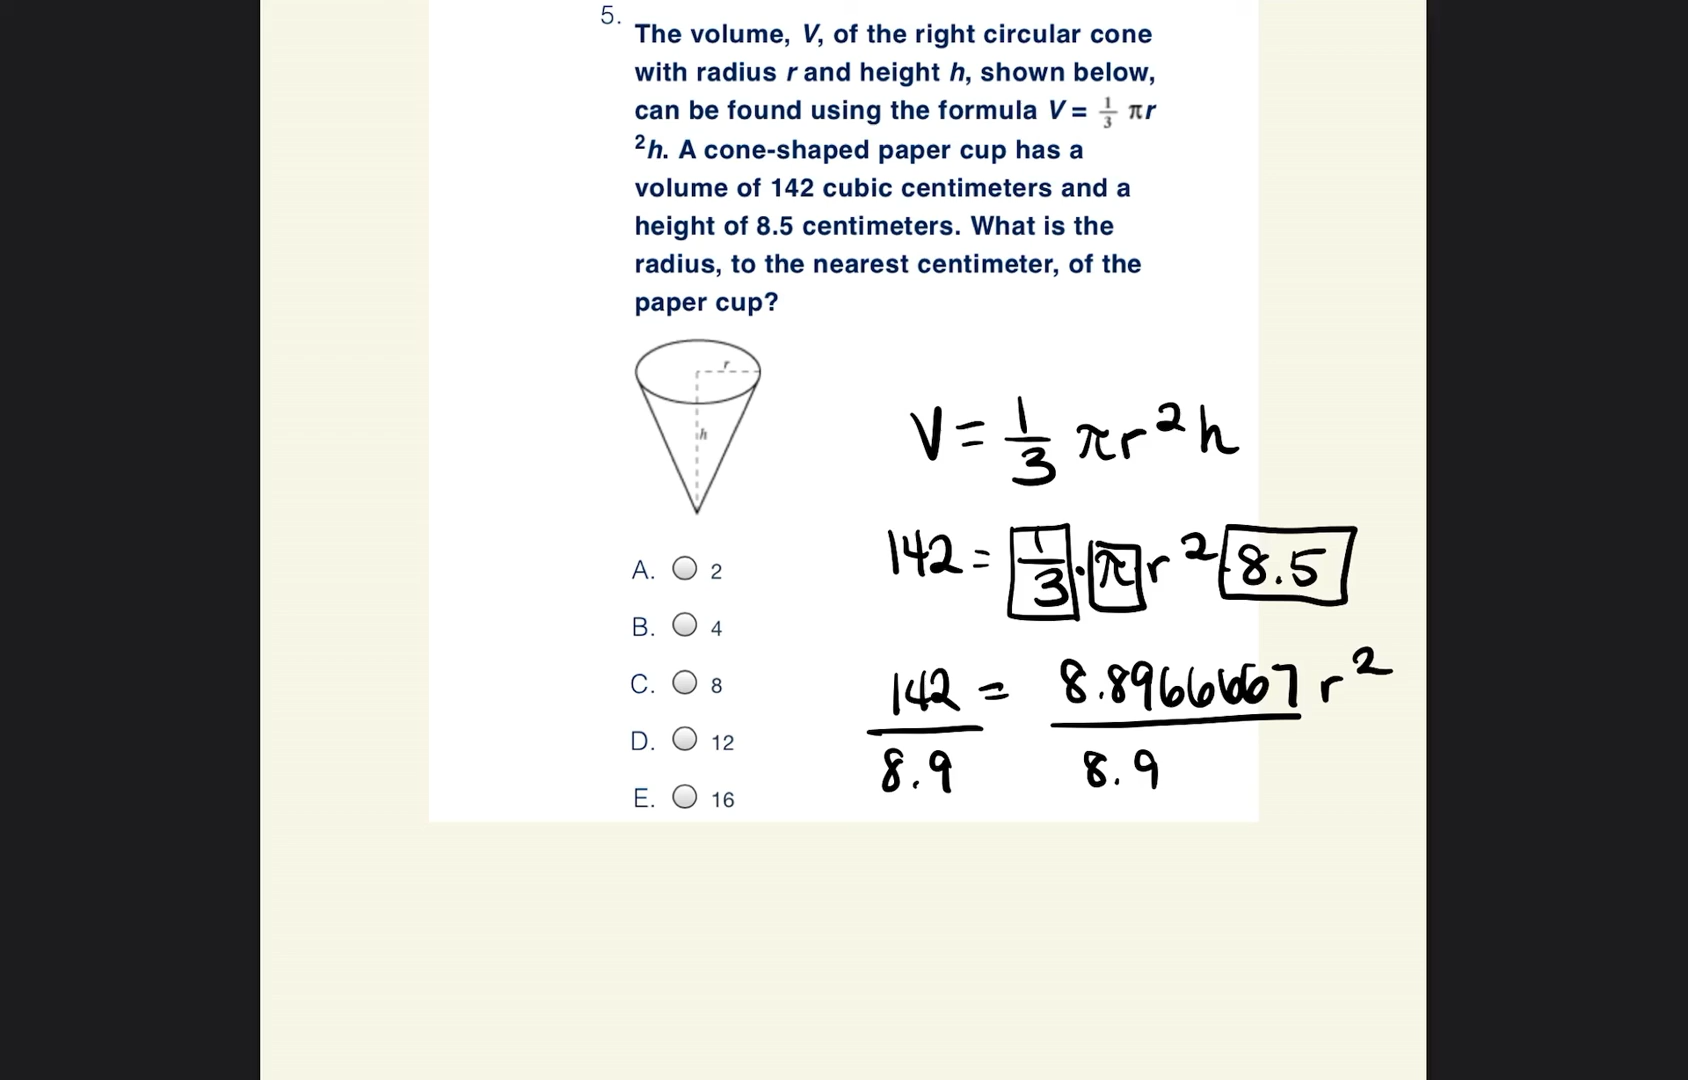 5.
The volume, V, of the right circular cone
with radius r and height h, shown below,
can be found using the formula V = 1/3 πr
²h. A cone-shaped paper cup has a
volume of 142 cubic centimeters and a
height of 8.5 centimeters. What is the
radius, to the nearest centimeter, of the
paper cup?
r
h
A. 2
B. 4
C. 8
D. 12
E. 16
V = 1/3 πr²h
142 = 1/3 · π r² · 8.5
142 = 8.8966667 r²
8.9 8.9